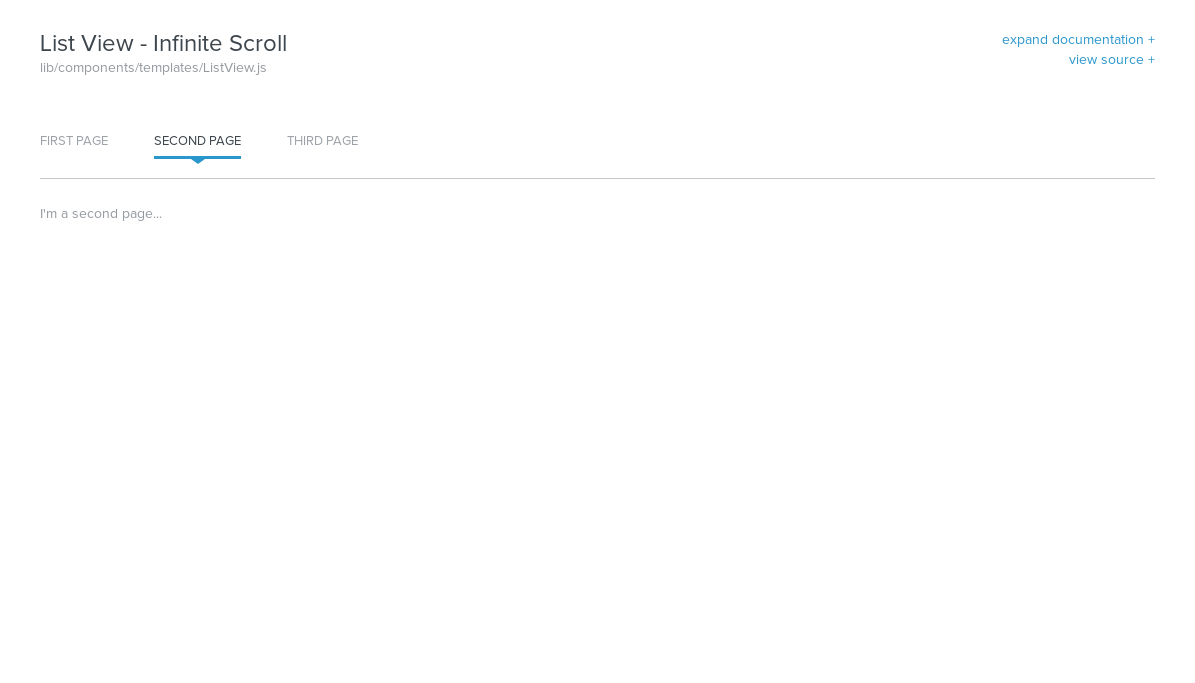 List View - Infinite Scroll
lib/components/templates/ListView.js
expand documentation +
view source +
FIRST PAGE
SECOND PAGE
THIRD PAGE
I'm a second page...